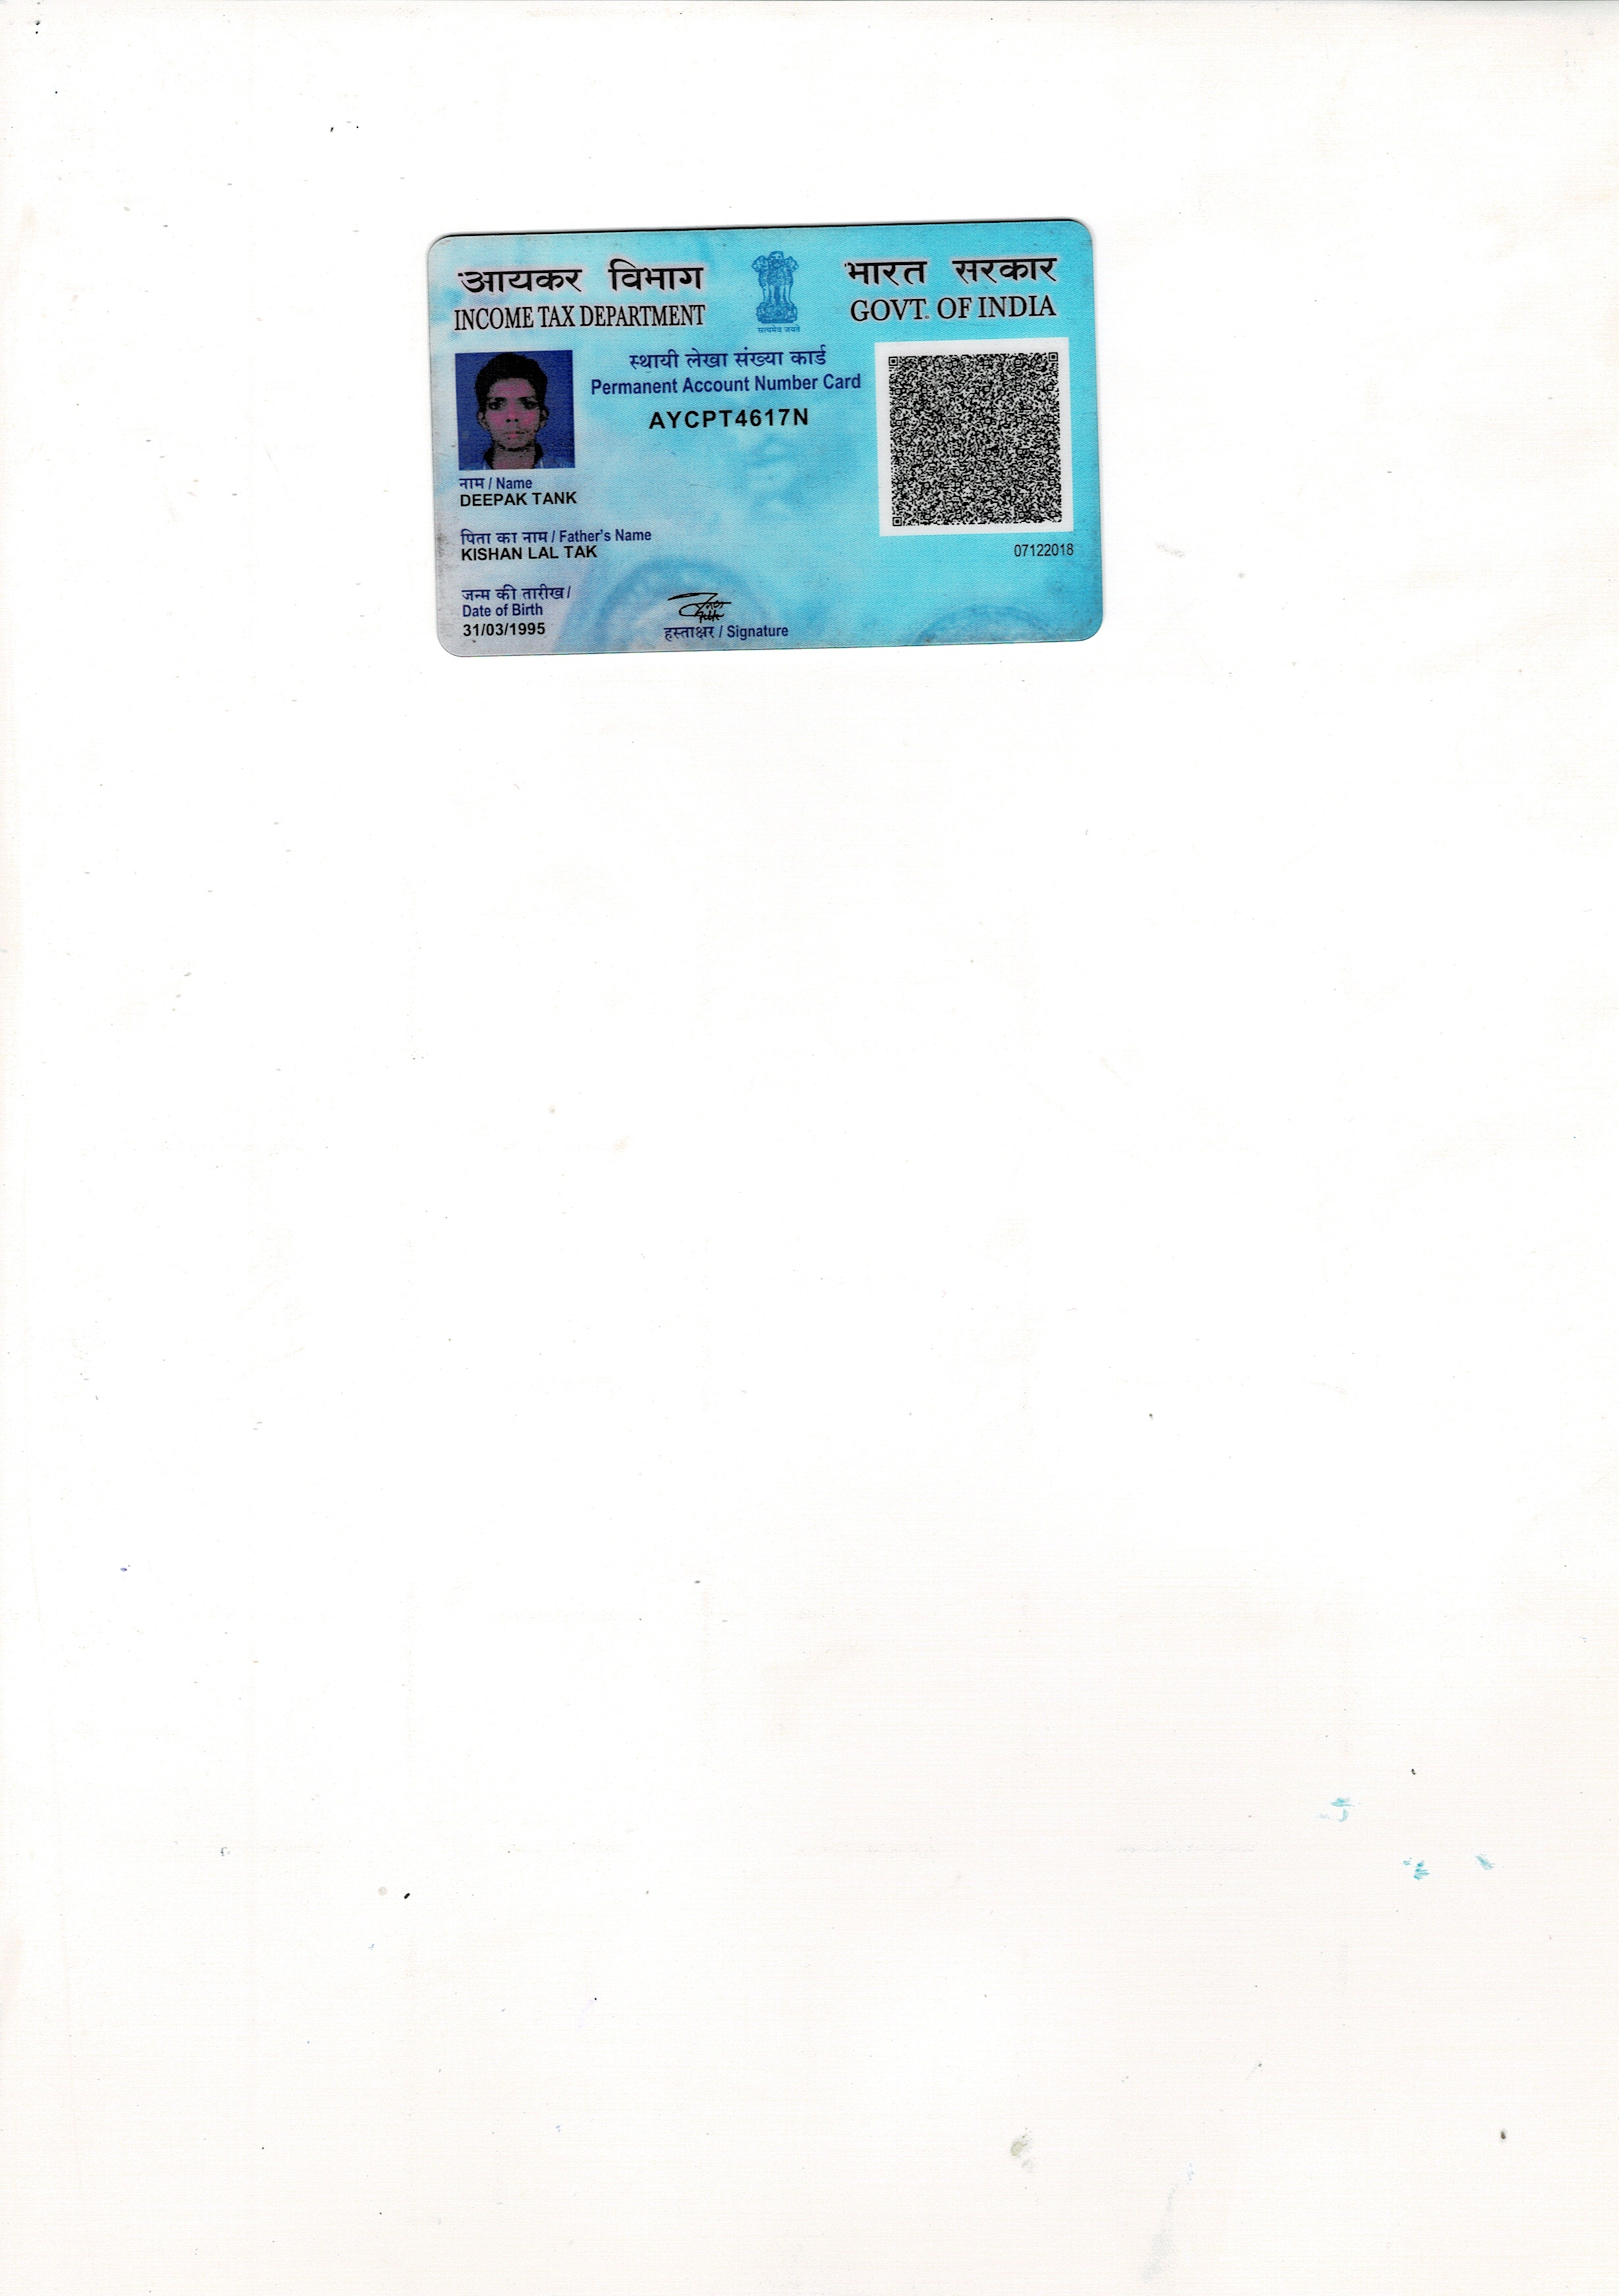 आयकर विभाग
INCOME TAX DEPARTMENT
सत्यमेव जयते
भारत सरकार
GOVT. OF INDIA
स्थायी लेखा संख्या कार्ड
Permanent Account Number Card
AYCPT4617N
नाम / Name
DEEPAK TANK
पिता का नाम / Father's Name
KISHAN LAL TAK
07122018
जन्म की तारीख /
Date of Birth
31/03/1995
हस्ताक्षर / Signature